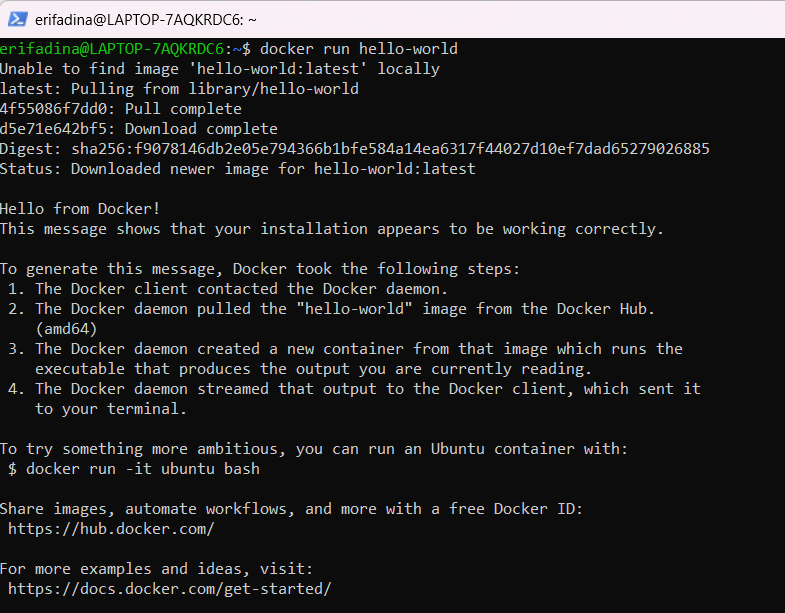 erifadina@LAPTOP-7AQKRDC6: ~
erifadina@LAPTOP-7AQKRDC6:~$ docker run hello-world
Unable to find image 'hello-world:latest' locally
latest: Pulling from library/hello-world
4f55086f7dd0: Pull complete
d5e71e642bf5: Download complete
Digest: sha256:f9078146db2e05e794366b1bfe584a14ea6317f44027d10ef7dad65279026885
Status: Downloaded newer image for hello-world:latest

Hello from Docker!
This message shows that your installation appears to be working correctly.

To generate this message, Docker took the following steps:
 1. The Docker client contacted the Docker daemon.
 2. The Docker daemon pulled the "hello-world" image from the Docker Hub.
    (amd64)
 3. The Docker daemon created a new container from that image which runs the
    executable that produces the output you are currently reading.
 4. The Docker daemon streamed that output to the Docker client, which sent it
    to your terminal.

To try something more ambitious, you can run an Ubuntu container with:
 $ docker run -it ubuntu bash

Share images, automate workflows, and more with a free Docker ID:
 https://hub.docker.com/

For more examples and ideas, visit:
 https://docs.docker.com/get-started/